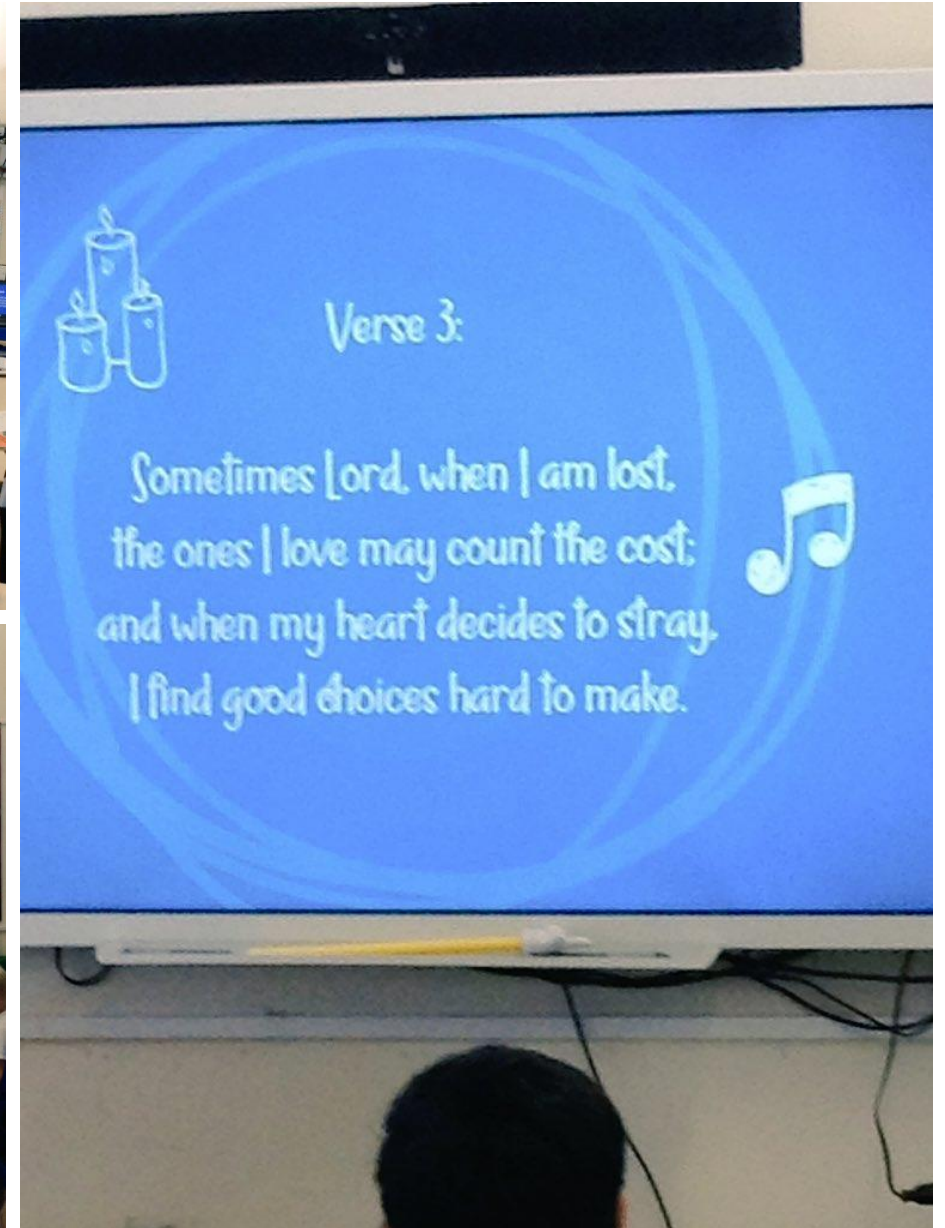 Verse 3:
Sometimes Lord, when I am lost,
the ones I love may count the cost;
and when my heart decides to stray,
I find good choices hard to make.